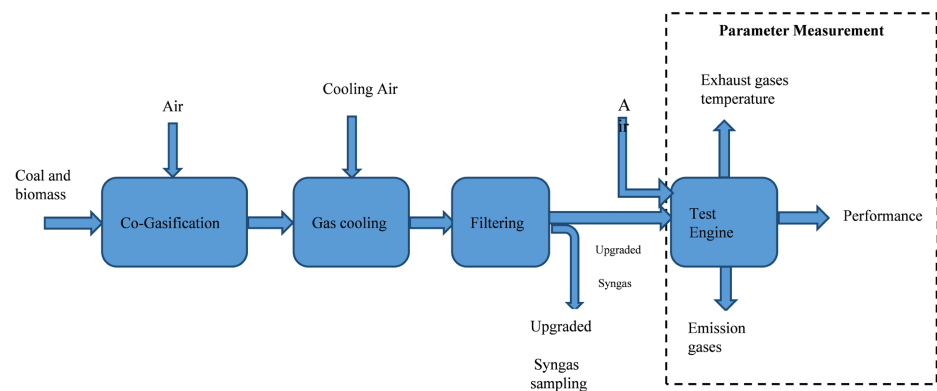 Parameter Measurement
Exhaust gases
temperature
Cooling Air
Air
A
ir
Coal and
biomass
Co-Gasification
Gas cooling
Filtering
Test
Engine
Performance
Upgraded
Syngas
Upgraded
Syngas
sampling
Emission
gases